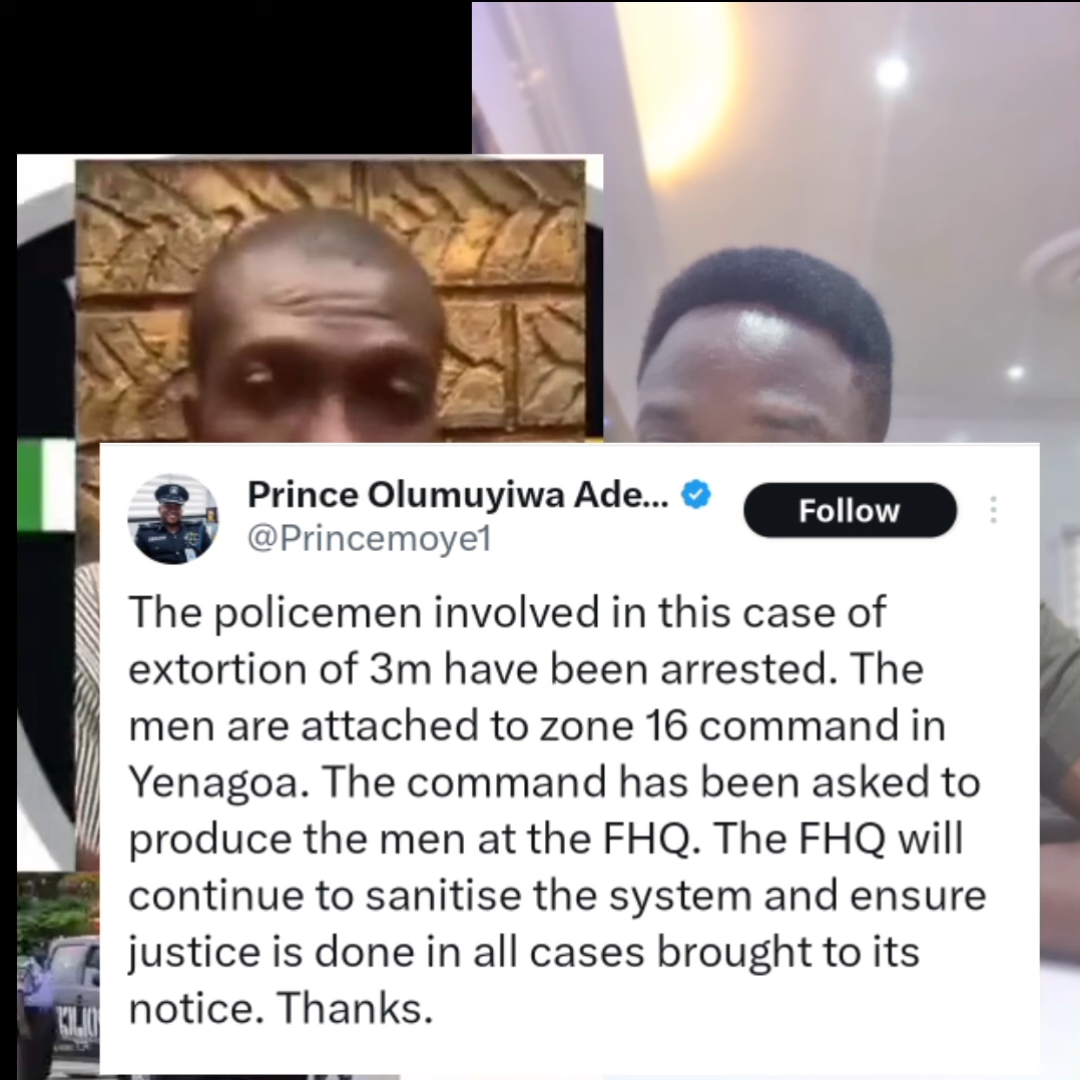 Prince Olumuyiwa Ade...
Follow
@Princemoye1
The policemen involved in this case of
extortion of 3m have been arrested. The
men are attached to zone 16 command in
Yenagoa. The command has been asked to
produce the men at the FHQ. The FHQ will
continue to sanitise the system and ensure
justice is done in all cases brought to its
notice. Thanks.